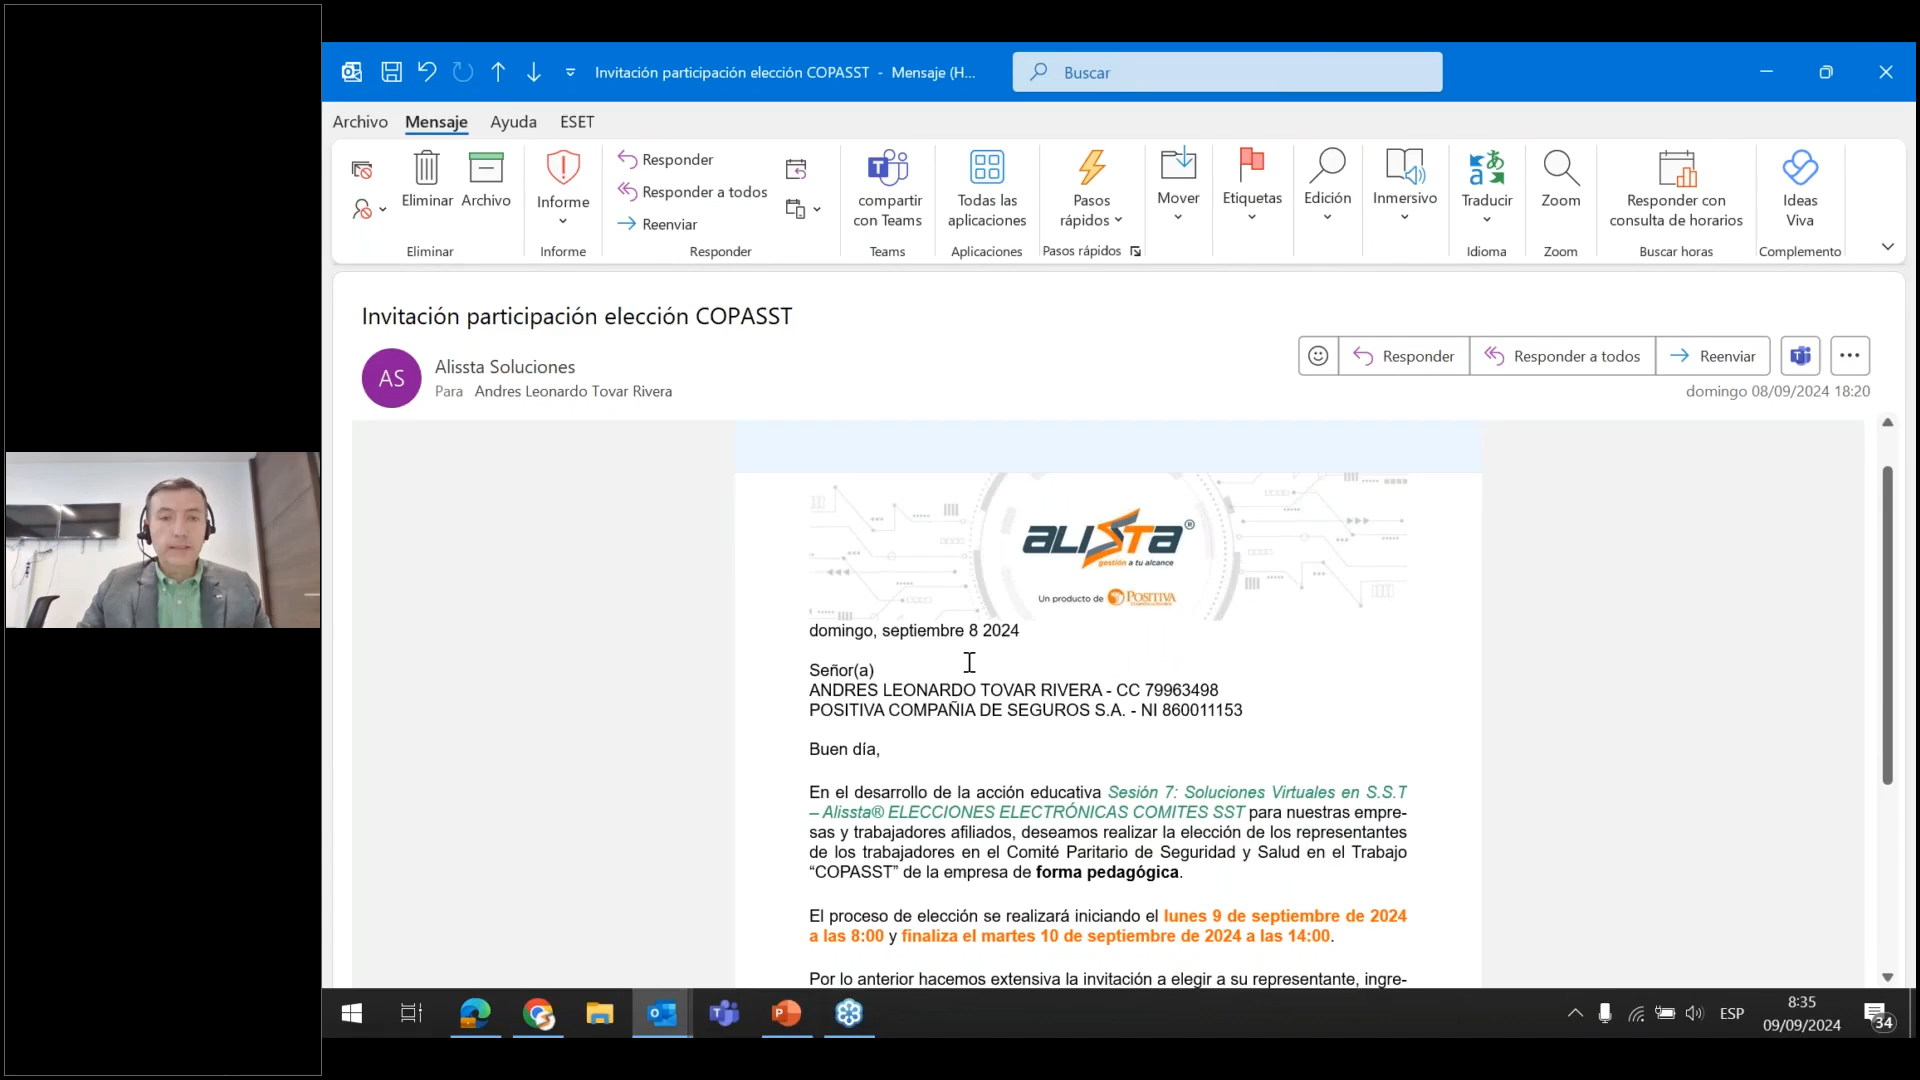 Invitación participación elección COPASST - Mensaje (H...
Buscar
Archivo Mensaje Ayuda ESET
Eliminar
Archivo
Eliminar
Informe
Informe
Responder
Responder a todos
Reenviar
Responder
compartir
con Teams
Teams
Todas las
aplicaciones
Aplicaciones
Pasos
rápidos
Pasos rápidos
Mover
Etiquetas
Edición
Inmersivo
Traducir
Idioma
Zoom
Zoom
Responder con
consulta de horarios
Buscar horas
Ideas
Viva
Complemento
Invitación participación elección COPASST
AS
Alissta Soluciones
Para Andres Leonardo Tovar Rivera
Responder
Responder a todos
Reenviar
domingo 08/09/2024 18:20
ALISSTA®
gestión a tu alcance
Un producto de POSITIVA
domingo, septiembre 8 2024
Señor(a)
ANDRES LEONARDO TOVAR RIVERA - CC 79963498
POSITIVA COMPAÑIA DE SEGUROS S.A. - NI 860011153
Buen día,
En el desarrollo de la acción educativa Sesión 7: Soluciones Virtuales en S.S.T
– Alissta® ELECCIONES ELECTRÓNICAS COMITES SST para nuestras empre-
sas y trabajadores afiliados, deseamos realizar la elección de los representantes
de los trabajadores en el Comité Paritario de Seguridad y Salud en el Trabajo
“COPASST” de la empresa de forma pedagógica.
El proceso de elección se realizará iniciando el lunes 9 de septiembre de 2024
a las 8:00 y finaliza el martes 10 de septiembre de 2024 a las 14:00.
Por lo anterior hacemos extensiva la invitación a elegir a su representante, ingre-
ESP
8:35
09/09/2024
34